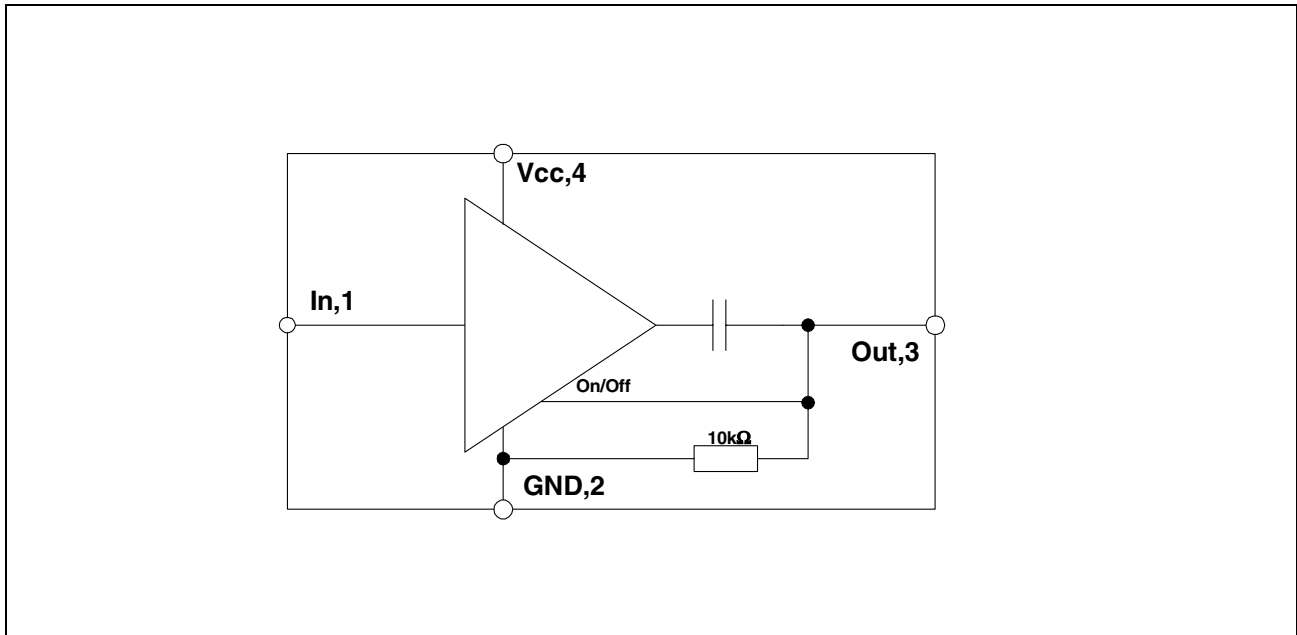 Vcc,4
In,1
Out,3
On/Off
10kΩ
GND,2